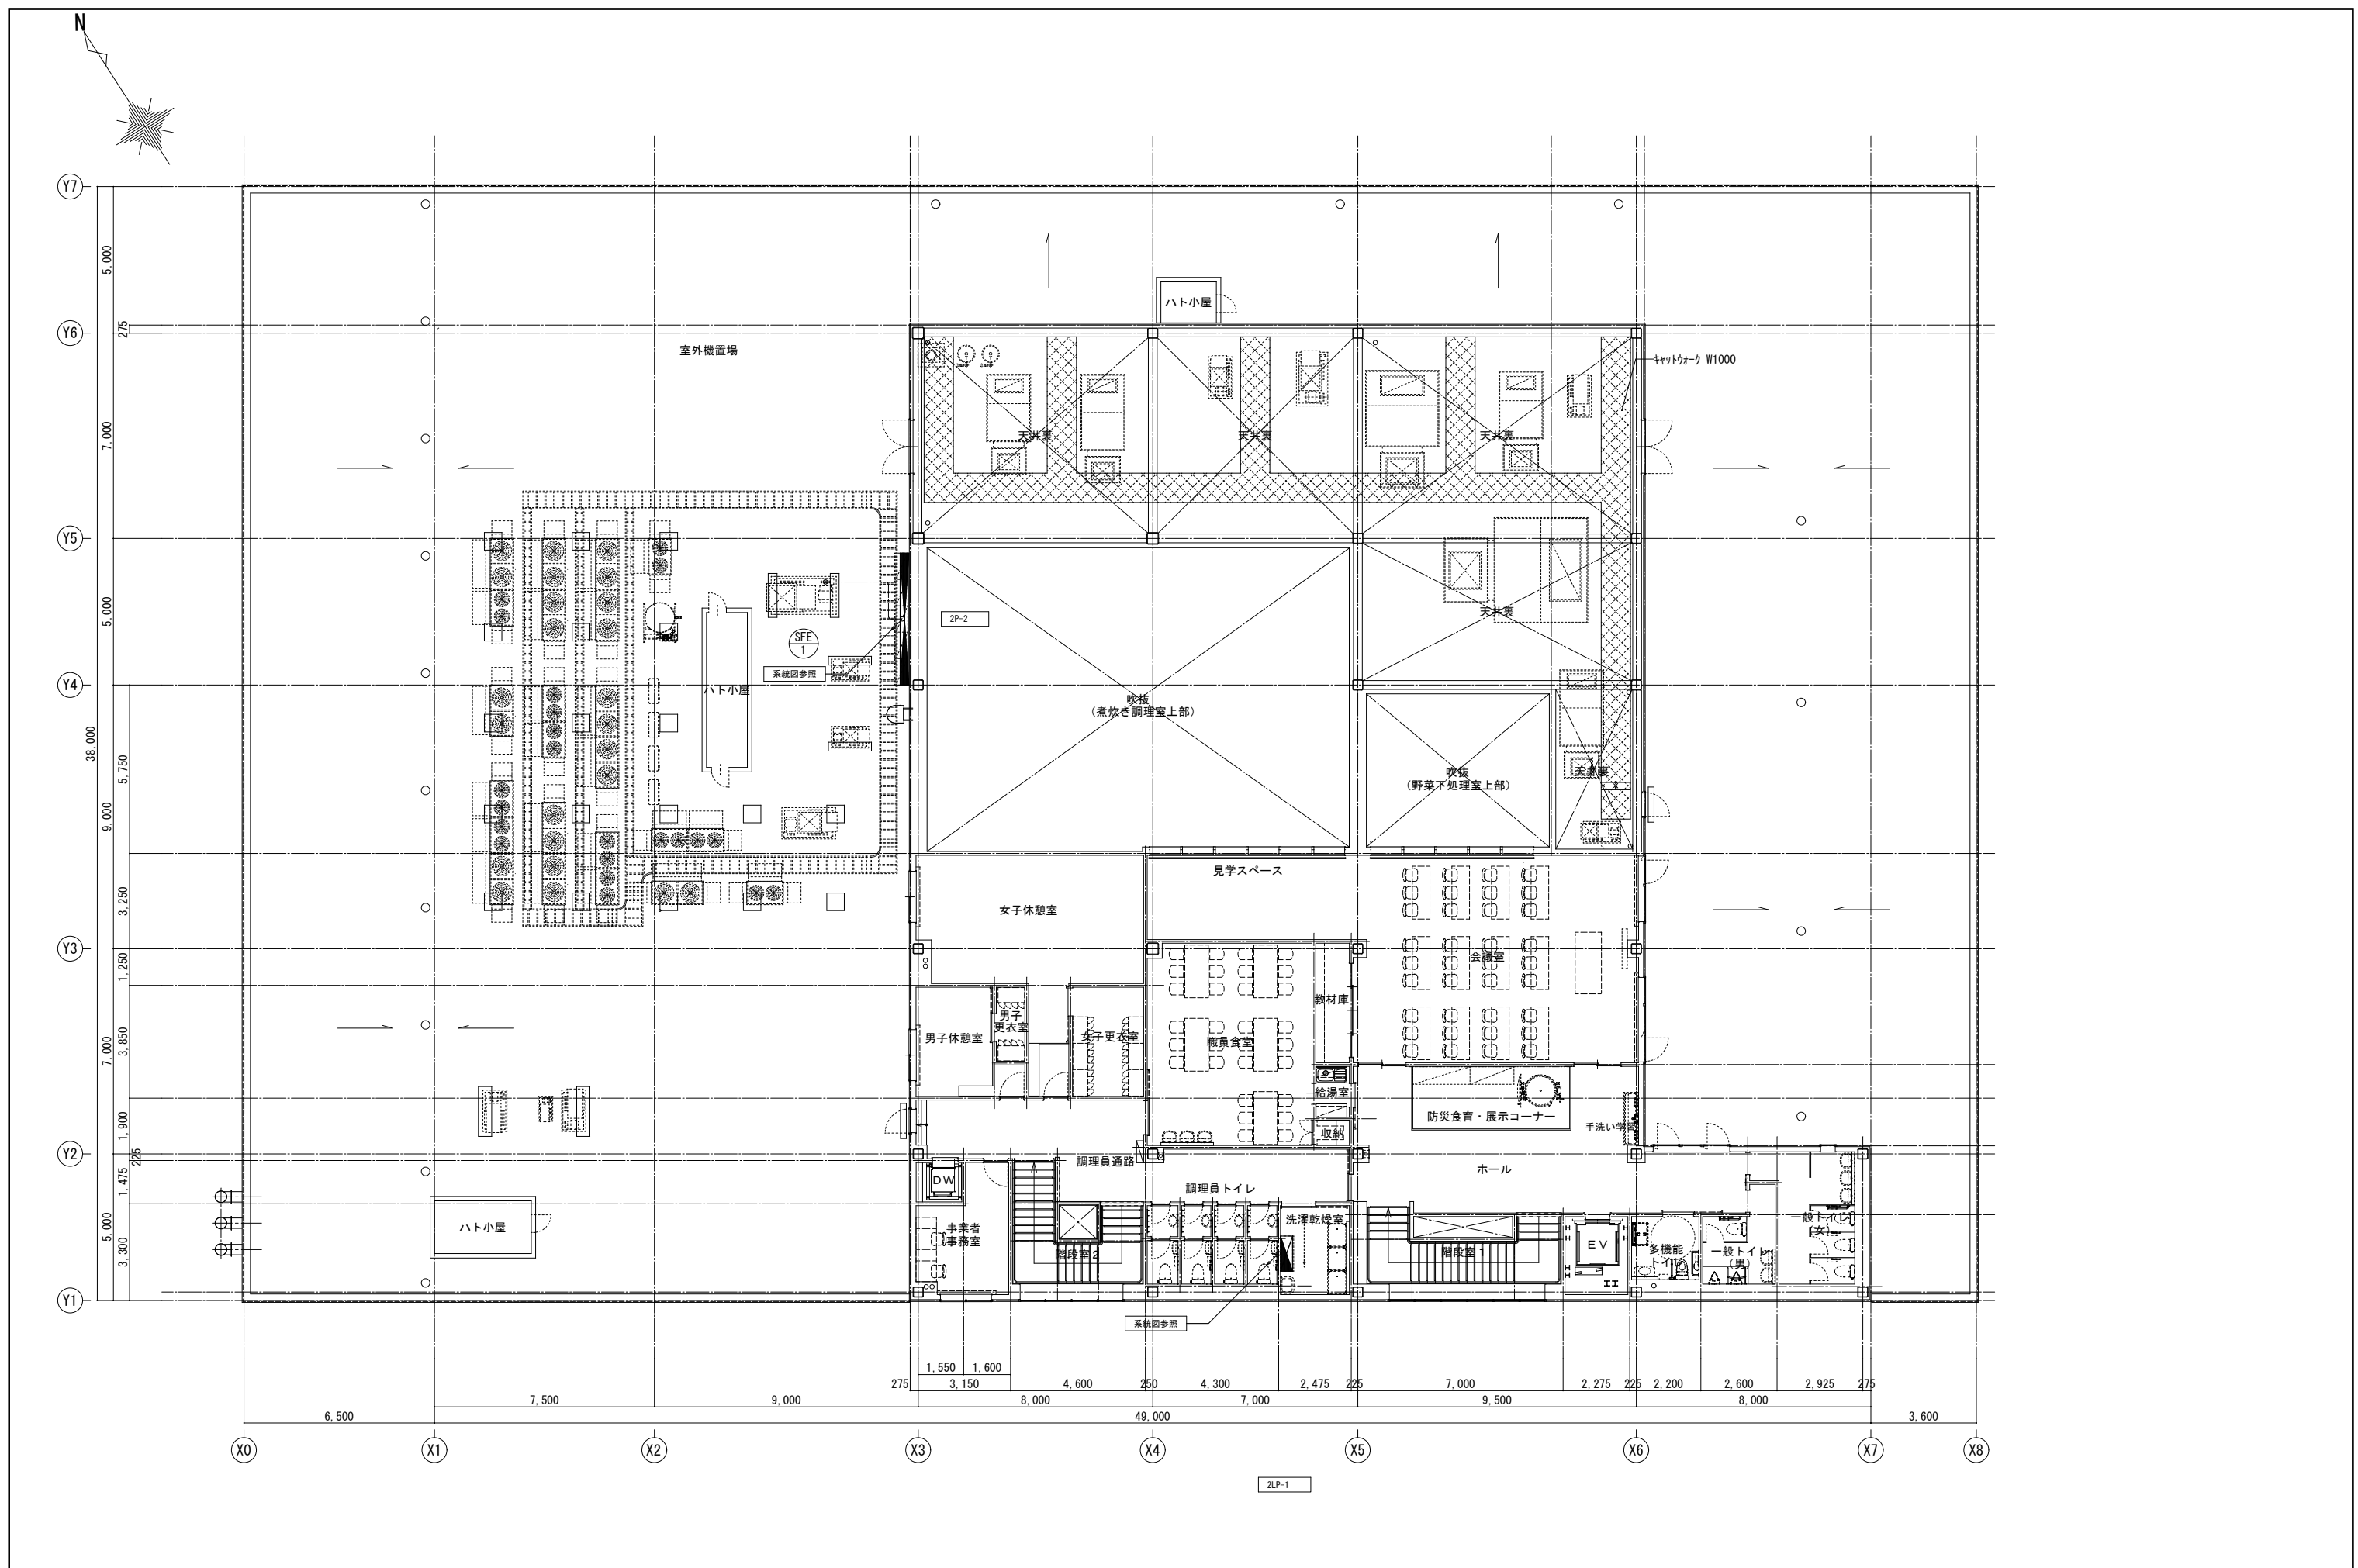 N
Y7
5,000
275
Y6
ハト小屋
室外機置場
キャットウォーク W1000
7,000
天井裏
天井裏
天井裏
Y5
5,000
2P-2
天井裏
SFE
1
系統図参照
Y4
ハト小屋
吹抜
(煮炊き調理室上部)
38,000
5,750
9,000
吹抜
(野菜下処理室上部)
天井裏
見学スペース
3,250
女子休憩室
Y3
会議室
1,250
教材庫
男子
更衣室
男子休憩室
女子更衣室
職員食堂
7,000
3,850
給湯室
防災食育・展示コーナー
1,900
手洗い学習
収納
Y2
225
調理員通路
ホール
1,475
DW
調理員トイレ
洗濯乾燥室
一般トイレ
(女)
ハト小屋
事業者
事務室
5,000
3,300
階段室2
階段室1
EV
多機能
トイレ
一般トイレ
(男)
Y1
系統図参照
1,550
1,600
275
3,150
4,600
250
4,300
2,475
225
7,000
2,275
225
2,200
2,600
2,925
275
7,500
9,000
8,000
7,000
9,500
8,000
6,500
49,000
3,600
X0
X1
X2
X3
X4
X5
X6
X7
X8
2LP-1